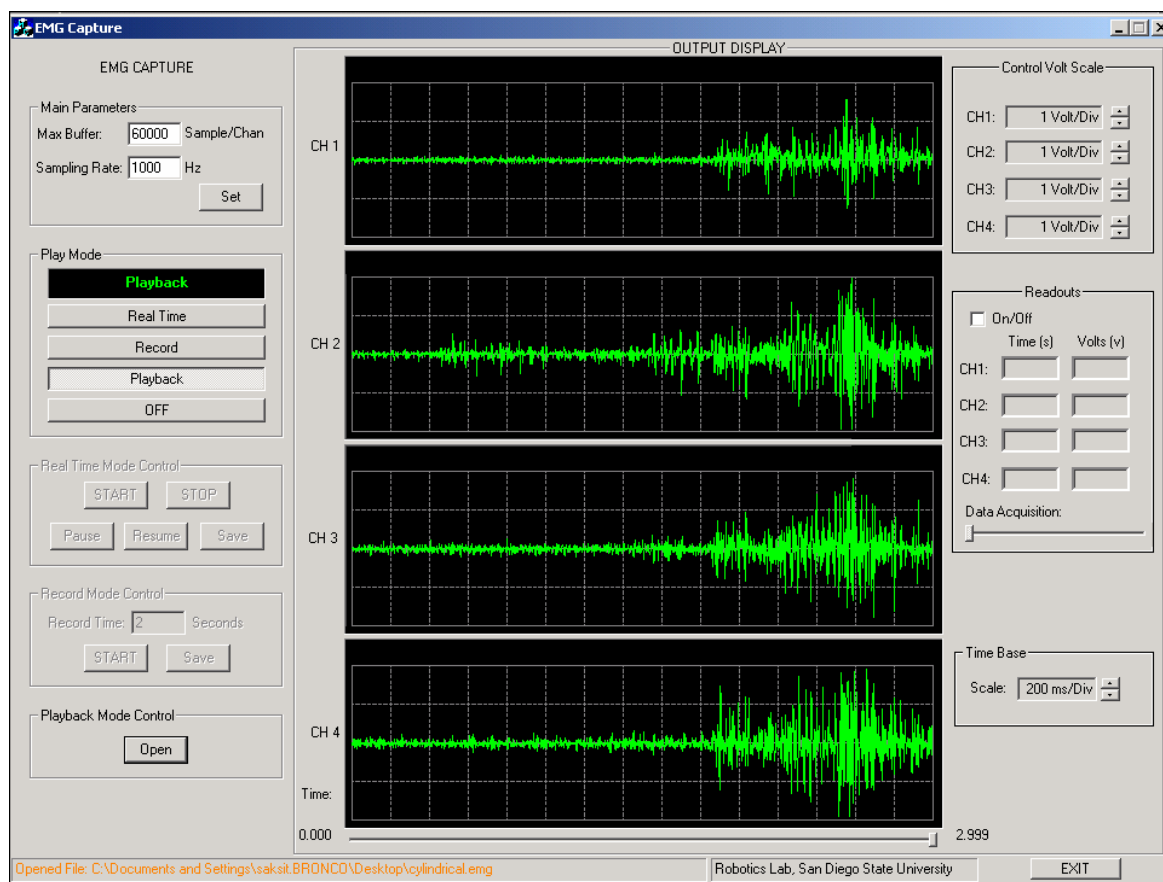 EMG Capture
EMG CAPTURE
Main Parameters
Max Buffer: 60000 Sample/Chan
Sampling Rate: 1000 Hz
Set
Play Mode
Playback
Real Time
Record
Playback
OFF
Real Time Mode Control
START STOP
Pause Resume Save
Record Mode Control
Record Time: 2 Seconds
START Save
Playback Mode Control
Open
OUTPUT DISPLAY
CH 1
CH 2
CH 3
CH 4
Time:
0.000 2.999
Control Volt Scale
CH1: 1 Volt/Div
CH2: 1 Volt/Div
CH3: 1 Volt/Div
CH4: 1 Volt/Div
Readouts
On/Off
Time (s) Volts (v)
CH1:
CH2:
CH3:
CH4:
Data Acquisition:
Time Base
Scale: 200 ms/Div
Opened File: C:\Documents and Settings\saksit.BRONCO\Desktop\cylindrical.emg
Robotics Lab, San Diego State University
EXIT